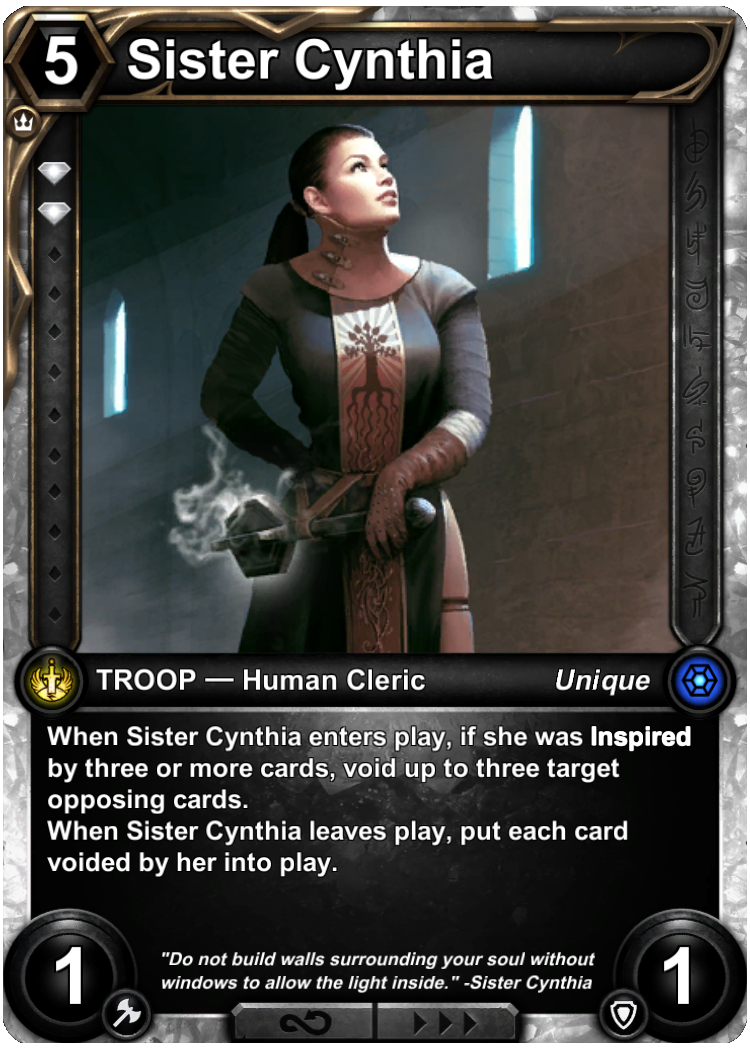 5 Sister Cynthia
TROOP — Human Cleric Unique
When Sister Cynthia enters play, if she was Inspired
by three or more cards, void up to three target
opposing cards.
When Sister Cynthia leaves play, put each card
voided by her into play.
"Do not build walls surrounding your soul without
windows to allow the light inside." -Sister Cynthia
1 1